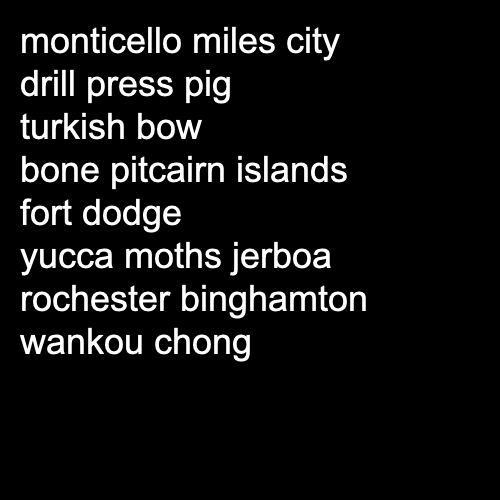 monticello miles city
drill press pig
turkish bow
bone pitcairn islands
fort dodge
yucca moths jerboa
rochester binghamton
wankou chong